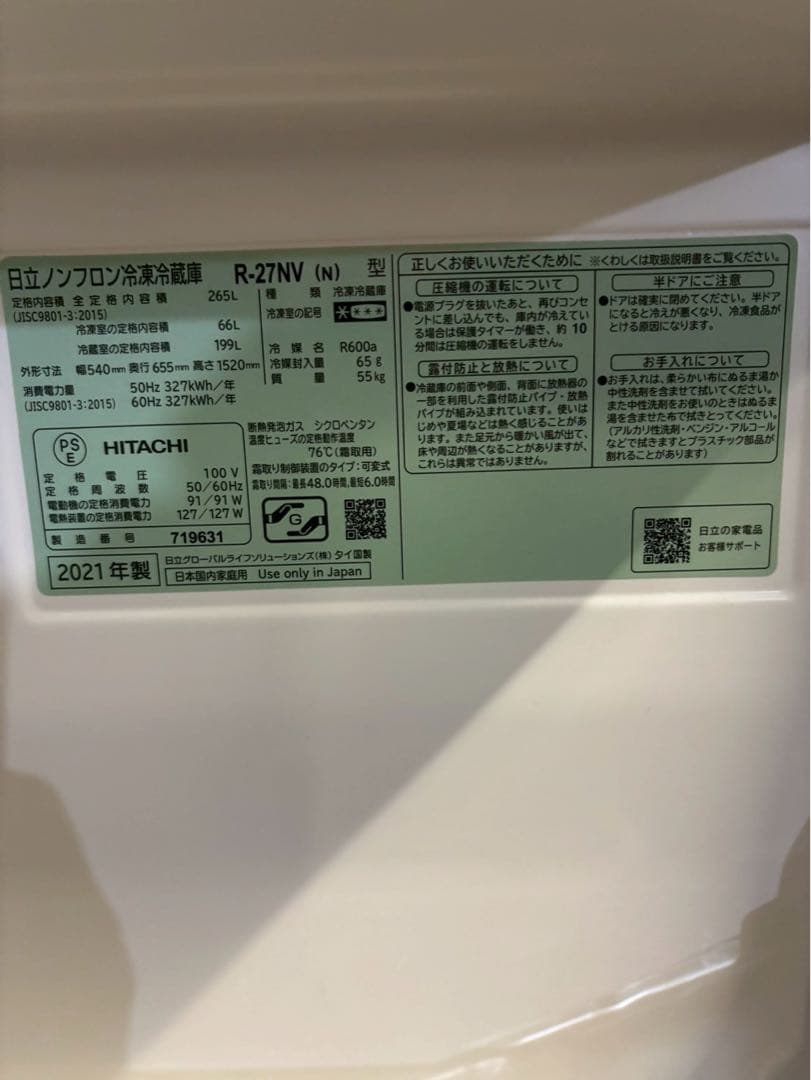 日立ノンフロン冷凍冷蔵庫 R-27NV (N) 型
定格内容積 全定格内容積 265L
(JISC9801-3:2015)
冷凍室の定格内容積 66L
冷蔵室の定格内容積 199L
外形寸法 幅540mm 奥行655mm 高さ1520mm
消費電力量 50Hz 327kWh/年
(JISC9801-3:2015) 60Hz 327kWh/年
種類 冷凍冷蔵庫
冷凍室の記号
冷媒名 R600a
冷媒封入量 65g
質量 55kg
PS
E
HITACHI
定格電圧 100V
定格周波数 50/60Hz
電動機の定格消費電力 91/91W
電熱装置の定格消費電力 127/127W
製造番号 719631
断熱発泡ガス シクロペンタン
温度ヒューズの定格動作温度
76℃(霜取用)
霜取り制御装置のタイプ:可変式
霜取り間隔:最長48.0時間,最短6.0時間
G
2021年製
日立グローバルライフソリューションズ(株) タイ国製
日本国内家庭用 Use only in Japan
正しくお使いいただくために ※くわしくは取扱説明書をご覧ください。
圧縮機の運転について
●電源プラグを抜いたあと、再びコンセ
ントに差し込んでも、庫内が冷えてい
る場合は保護タイマーが働き、約10
分間は圧縮機の運転をしません。
露付防止と放熱について
●冷蔵庫の前面や側面、背面に放熱器の
一部を利用した露付防止パイプ・放熱
パイプが組み込まれています。使いは
じめや夏場などは熱く感じることがあ
ります。また足元から暖かい風が出て、
床や周辺が熱くなることがありますが、
これらは異常ではありません。
半ドアにご注意
●ドアは確実に閉めてください。半ドア
になると冷えが悪くなり、冷凍食品が
とける原因になります。
お手入れについて
●お手入れは、柔らかい布にぬるま湯か
中性洗剤を含ませて拭いてください。
また中性洗剤をお使いのときはぬるま
湯を含ませた布で拭きとってください。
(アルカリ性洗剤・ベンジン・アルコール
などで拭きますとプラスチック部品が
割れることがあります)
日立の家電品
お客様サポート